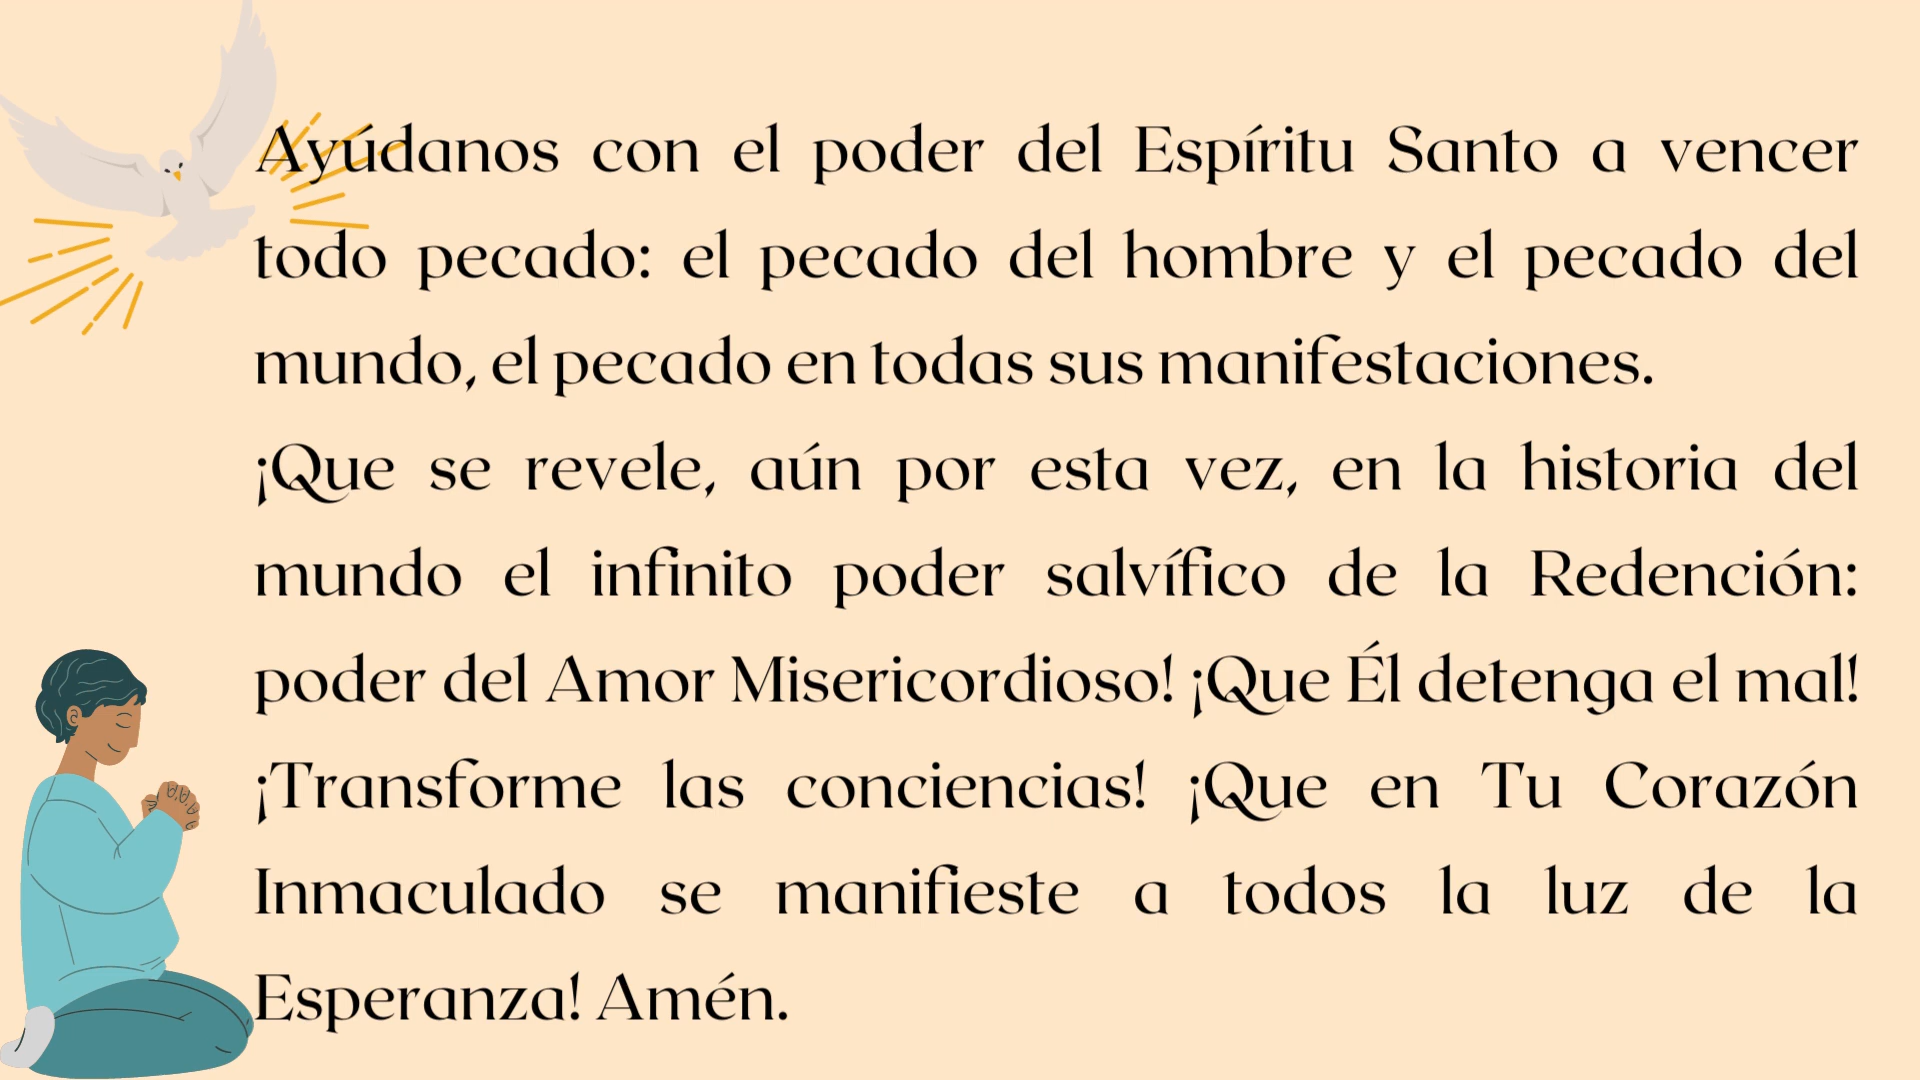 Ayúdanos con el poder del Espíritu Santo a vencer
todo pecado: el pecado del hombre y el pecado del
mundo, el pecado en todas sus manifestaciones.
¡Que se revele, aún por esta vez, en la historia del
mundo el infinito poder salvífico de la Redención:
poder del Amor Misericordioso! ¡Que Él detenga el mal!
¡Transforme las conciencias! ¡Que en Tu Corazón
Inmaculado se manifieste a todos la luz de la
Esperanza! Amén.